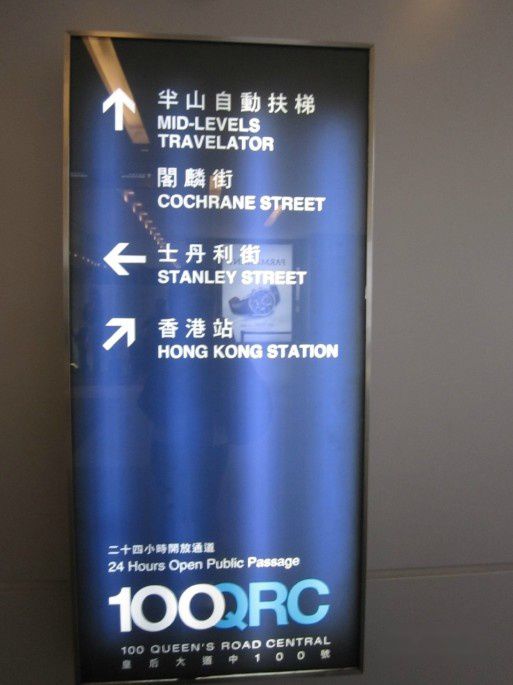 半山自動扶梯
MID-LEVELS
TRAVELATOR
閣麟街
COCHRANE STREET
士丹利街
STANLEY STREET
香港站
HONG KONG STATION
二十四小時開放通道
24 Hours Open Public Passage
100QRC
100 QUEEN'S ROAD CENTRAL
皇后大道中100號